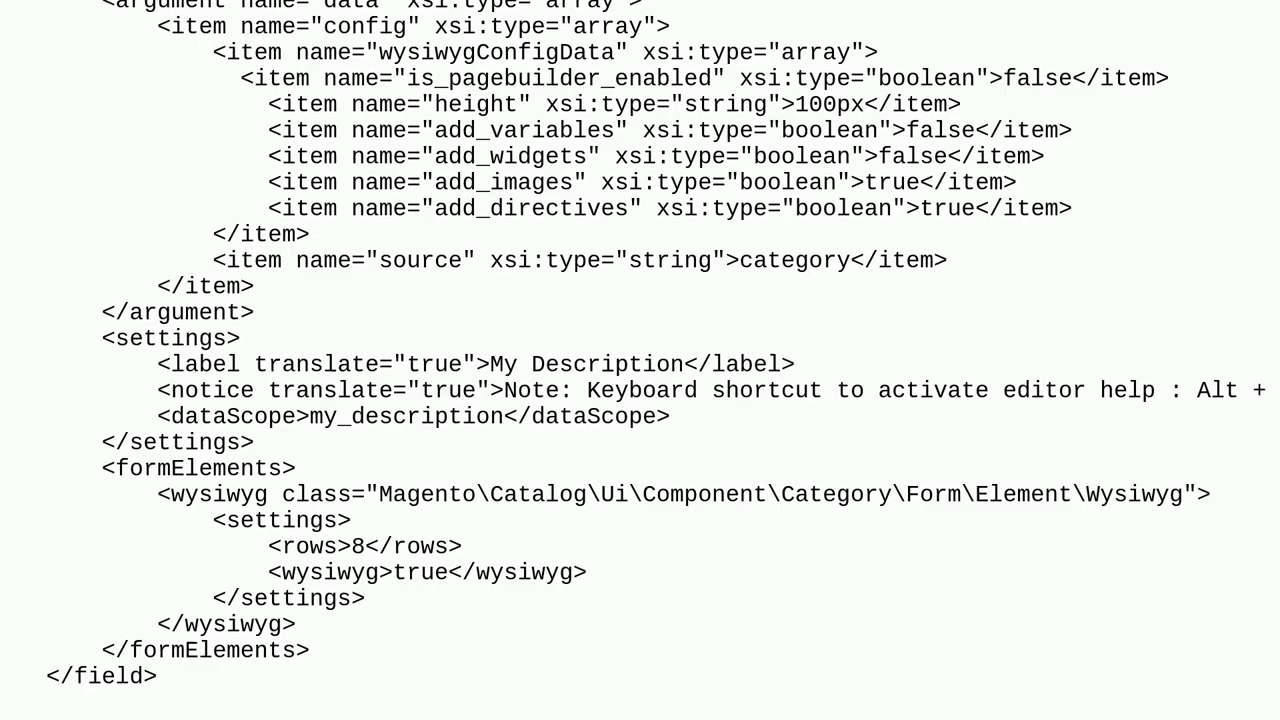 <argument name="data" xsi:type="array">
<item name="config" xsi:type="array">
<item name="wysiwygConfigData" xsi:type="array">
<item name="is_pagebuilder_enabled" xsi:type="boolean">false</item>
<item name="height" xsi:type="string">100px</item>
<item name="add_variables" xsi:type="boolean">false</item>
<item name="add_widgets" xsi:type="boolean">false</item>
<item name="add_images" xsi:type="boolean">true</item>
<item name="add_directives" xsi:type="boolean">true</item>
</item>
<item name="source" xsi:type="string">category</item>
</item>
</argument>
<settings>
<label translate="true">My Description</label>
<notice translate="true">Note: Keyboard shortcut to activate editor help : Alt +
<dataScope>my_description</dataScope>
</settings>
<formElements>
<wysiwyg class="Magento\Catalog\Ui\Component\Category\Form\Element\Wysiwyg">
<settings>
<rows>8</rows>
<wysiwyg>true</wysiwyg>
</settings>
</wysiwyg>
</formElements>
</field>